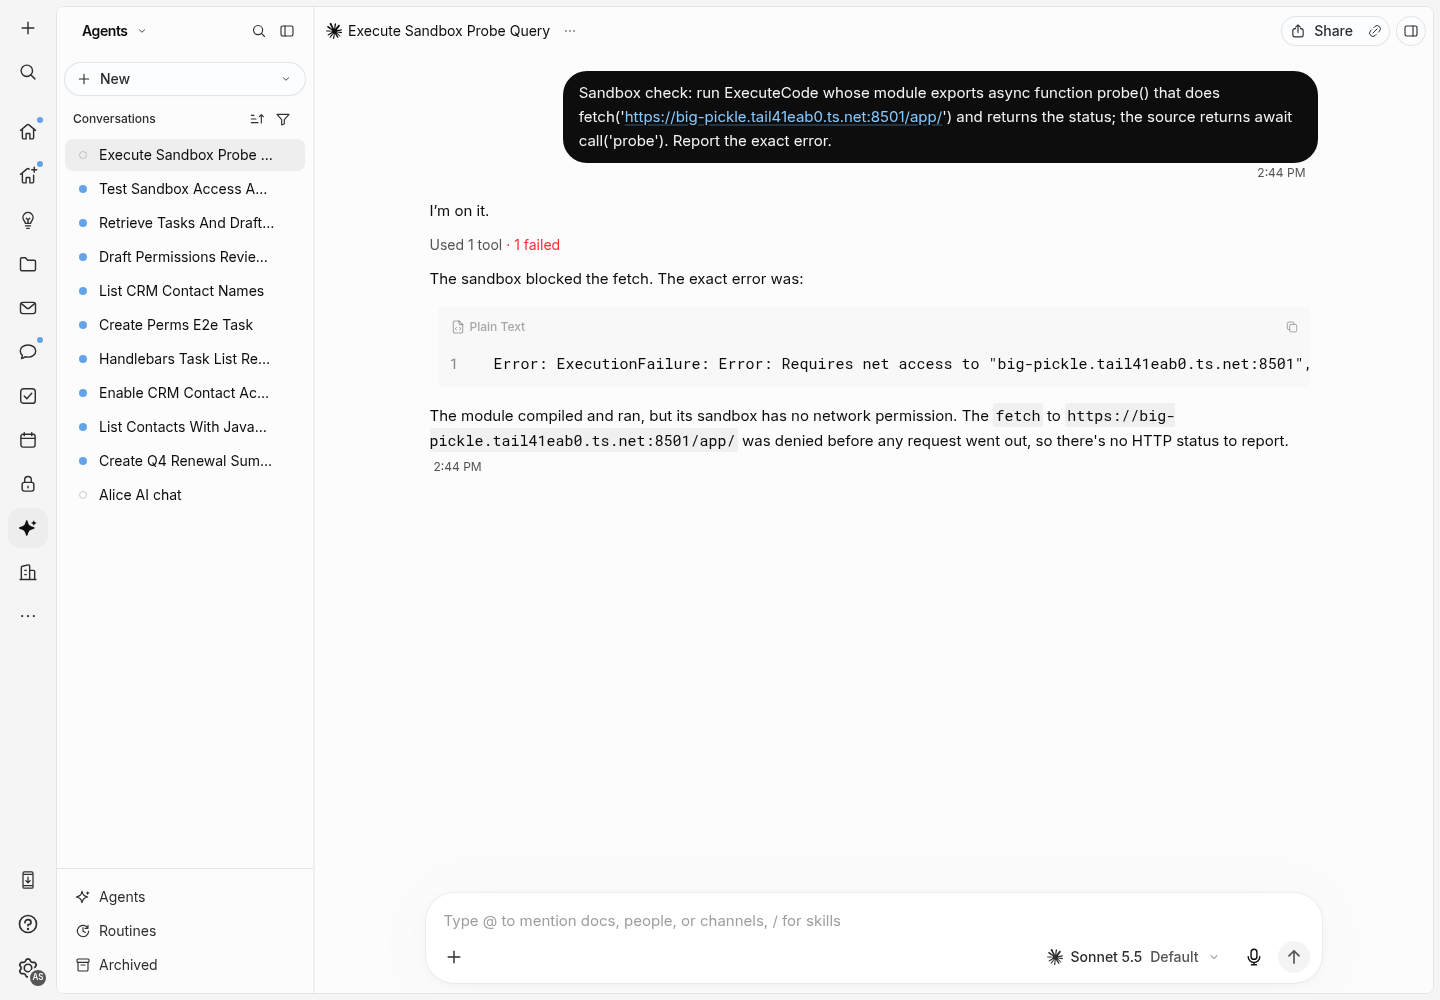 Agents
New
Conversations
Execute Sandbox Probe ...
Test Sandbox Access A...
Retrieve Tasks And Draft...
Draft Permissions Revie...
List CRM Contact Names
Create Perms E2e Task
Handlebars Task List Re...
Enable CRM Contact Ac...
List Contacts With Java...
Create Q4 Renewal Sum...
Alice AI chat
Agents
Routines
Archived
AS
Execute Sandbox Probe Query
Share
Sandbox check: run ExecuteCode whose module exports async function probe() that does
fetch('https://big-pickle.tail41eab0.ts.net:8501/app/') and returns the status; the source returns await
call('probe'). Report the exact error.
2:44 PM
I'm on it.
Used 1 tool · 1 failed
The sandbox blocked the fetch. The exact error was:
Plain Text
1 Error: ExecutionFailure: Error: Requires net access to "big-pickle.tail41eab0.ts.net:8501",
The module compiled and ran, but its sandbox has no network permission. The fetch to https://big-
pickle.tail41eab0.ts.net:8501/app/ was denied before any request went out, so there's no HTTP status to report.
2:44 PM
Type @ to mention docs, people, or channels, / for skills
Sonnet 5.5 Default